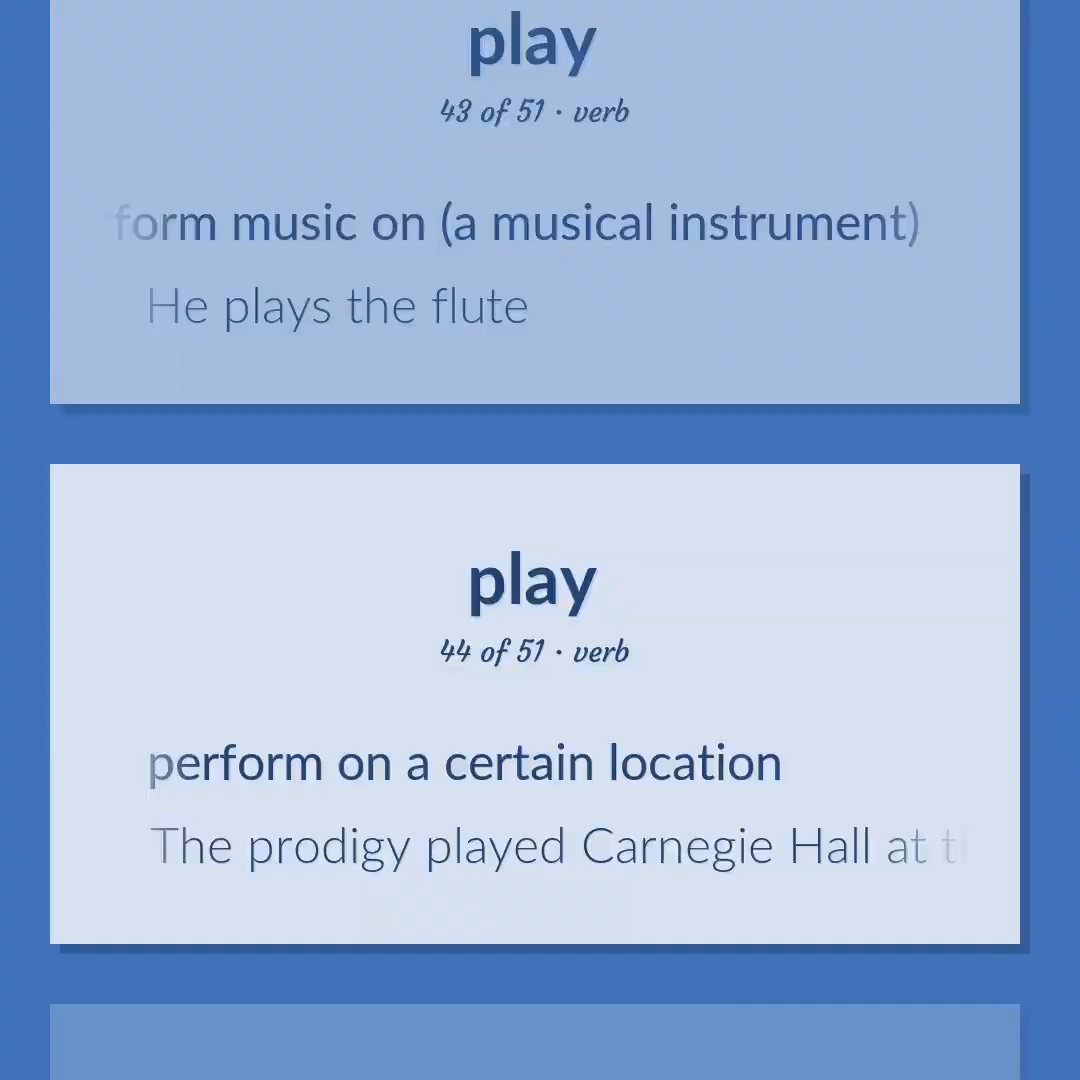 play
43 of 51 · verb
form music on (a musical instrument)
He plays the flute
play
44 of 51 · verb
perform on a certain location
The prodigy played Carnegie Hall at